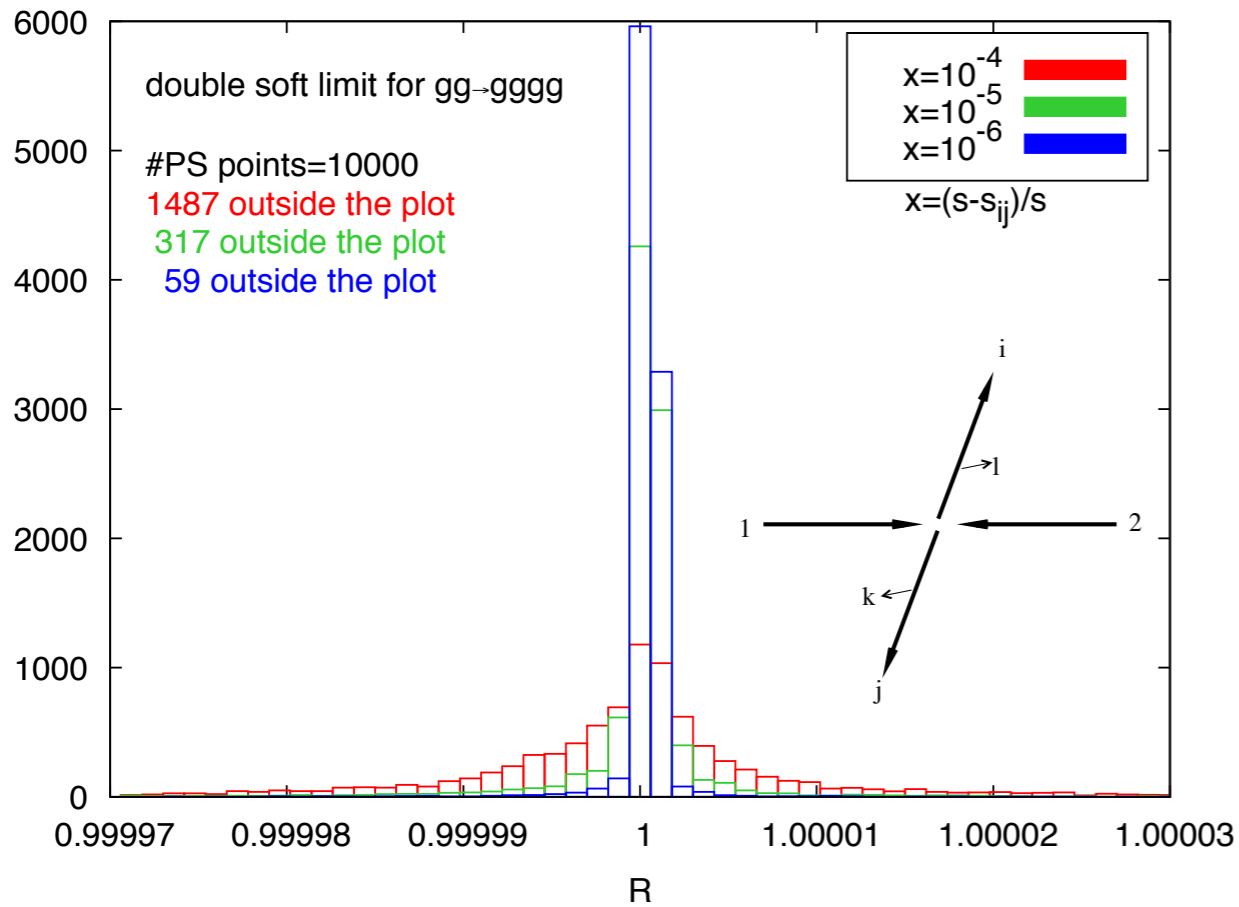 6000
5000
4000
3000
2000
1000
0
double soft limit for gg→gggg
#PS points=10000
1487 outside the plot
317 outside the plot
59 outside the plot
x=10^-4
x=10^-5
x=10^-6
x=(s-s_ij)/s
i
l
1
2
k
j
0.99997 0.99998 0.99999 1 1.00001 1.00002 1.00003
R